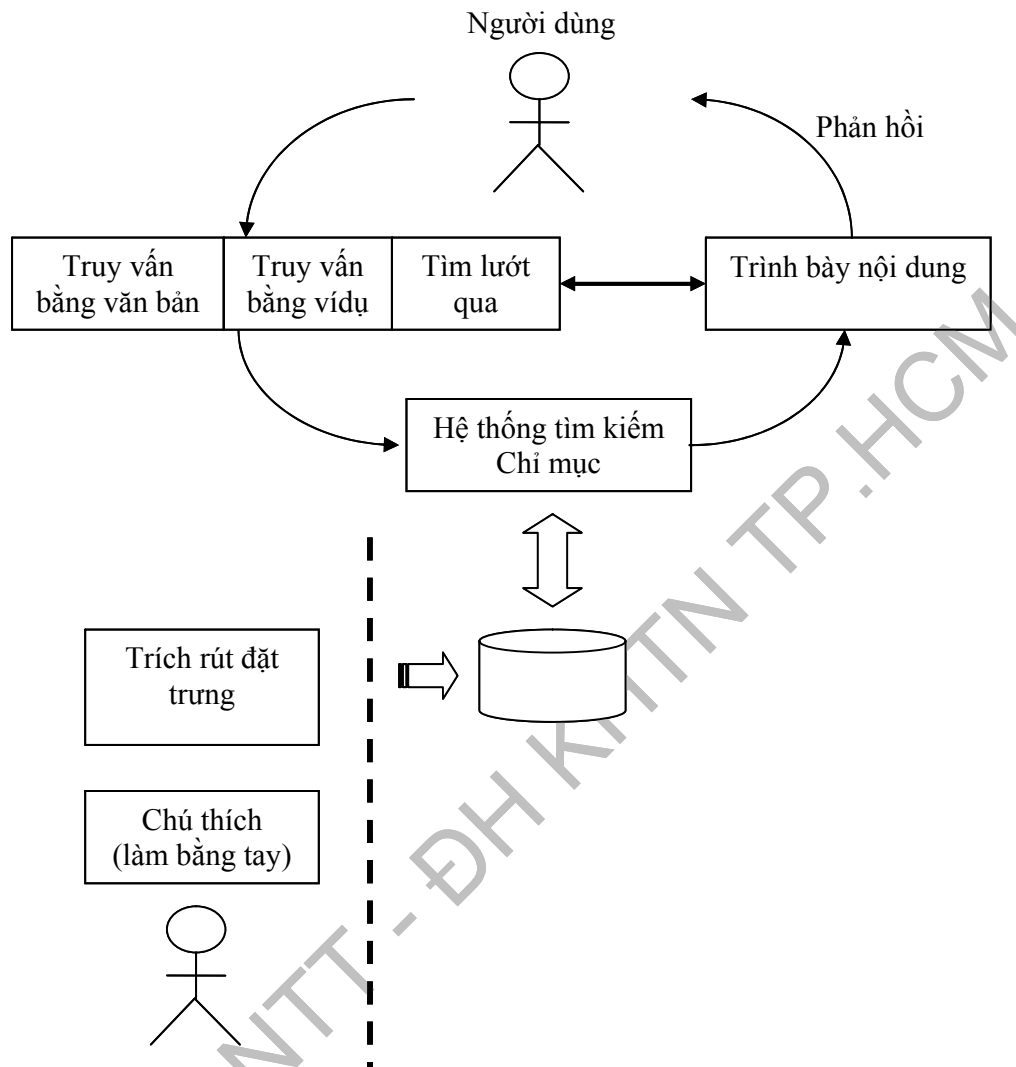 Người dùng
Phản hồi
Truy vấn
bằng văn bản
Truy vấn
bằng vídụ
Tìm lướt
qua
Trình bày nội dung
Hệ thống tìm kiếm
Chỉ mục
Trích rút đặt
trưng
Chú thích
(làm bằng tay)
NTT - ĐH KHTN TP.HCM